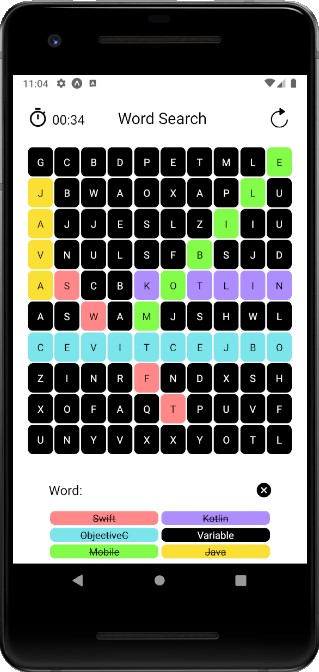 11:04
00:34 Word Search
G C B D P E T M L E
J B W A O X A P L U
A J J E S L Z I I U
V N U L S F B S J D
A S C B K O T L I N
A S W A M J S H W L
C E V I T C E J B O
Z I N R F N D X S H
X O F A Q T P U V F
U N Y V X X Y O T L
Word:
Swift Kotlin
ObjectiveC Variable
Mobile Java